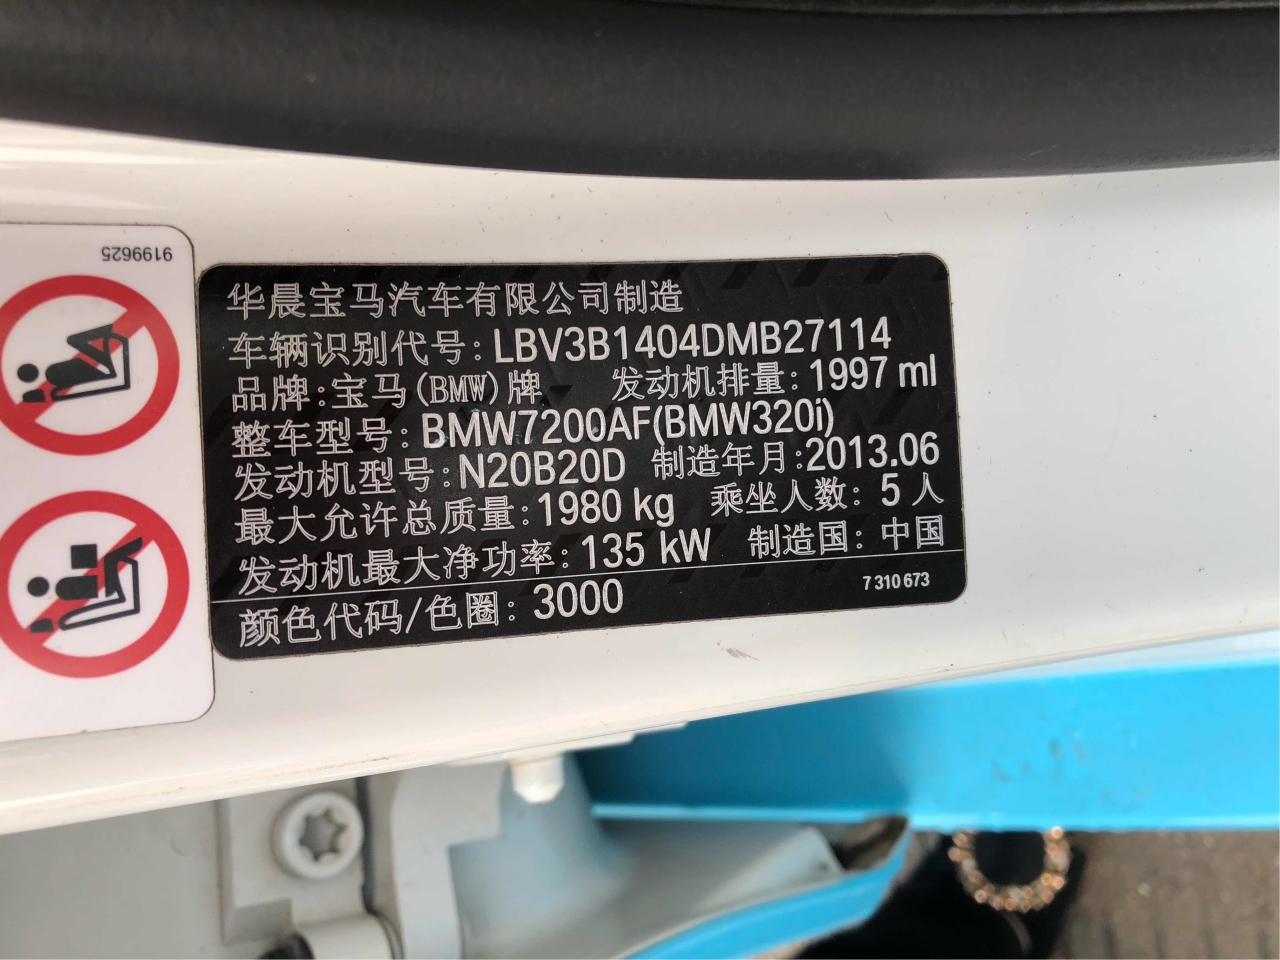 9199625
华晨宝马汽车有限公司制造
车辆识别代号: LBV3B1404DMB27114
品牌:宝马(BMW)牌 发动机排量: 1997 ml
整车型号: BMW7200AF(BMW320i)
发动机型号: N20B20D 制造年月:2013.06
最大允许总质量:1980 kg 乘坐人数: 5 人
发动机最大净功率: 135 kW 制造国: 中国
颜色代码/色圈: 3000 7 310 673